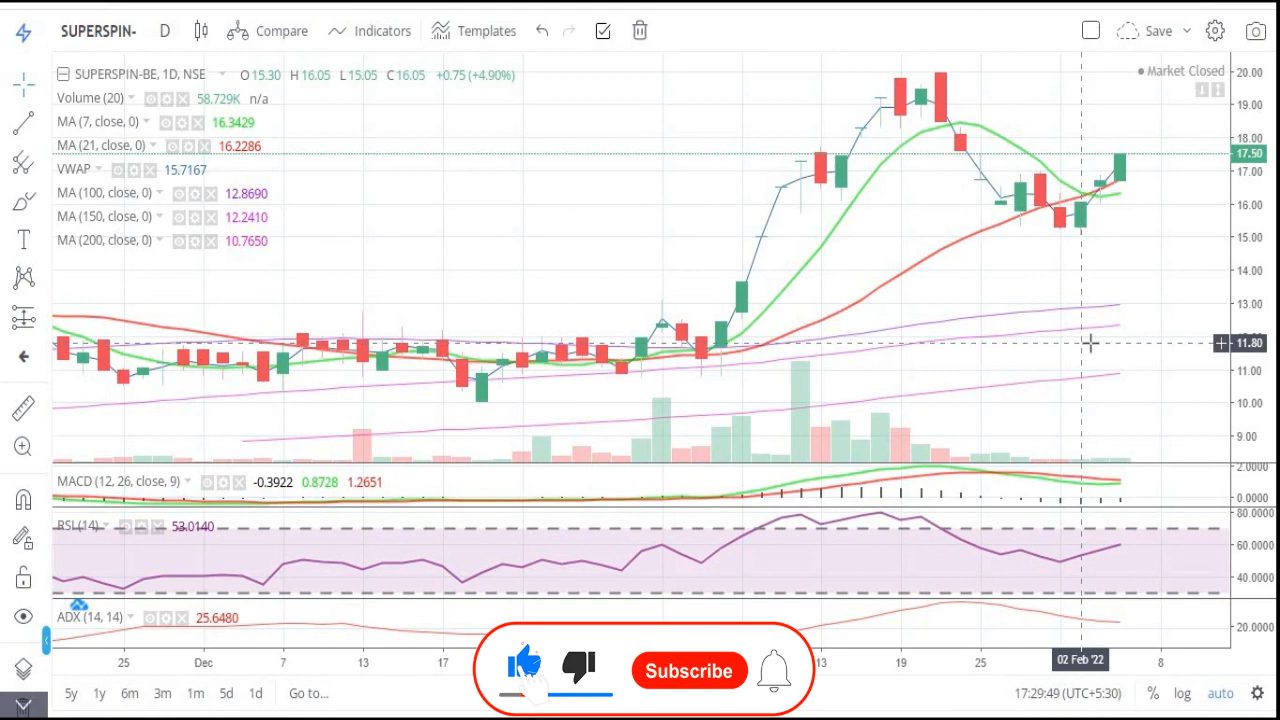 SUPERSPIN- D Compare Indicators Templates Save
SUPERSPIN-BE, 1D, NSE O15.30 H16.05 L15.05 C16.05 +0.75 (+4.90%)
Market Closed
Volume (20) 58.729K n/a
MA (7, close, 0) 16.3429
MA (21, close, 0) 16.2286
VWAP 15.7167
MA (100, close, 0) 12.8690
MA (150, close, 0) 12.2410
MA (200, close, 0) 10.7650
20.00
19.00
18.00
17.50
17.00
16.00
15.00
14.00
13.00
11.80
11.00
10.00
9.00
MACD (12, 26, close, 9) -0.3922 0.8728 1.2651
2.0000
0.0000
RSI(14) 53.0140
80.0000
60.0000
40.0000
ADX (14, 14) 25.6480
20.0000
25 Dec 7 13 17 13 19 25 02 Feb '22 8
Subscribe
5y 1y 6m 3m 1m 5d 1d Go to... 17:29:49 (UTC+5:30) % log auto